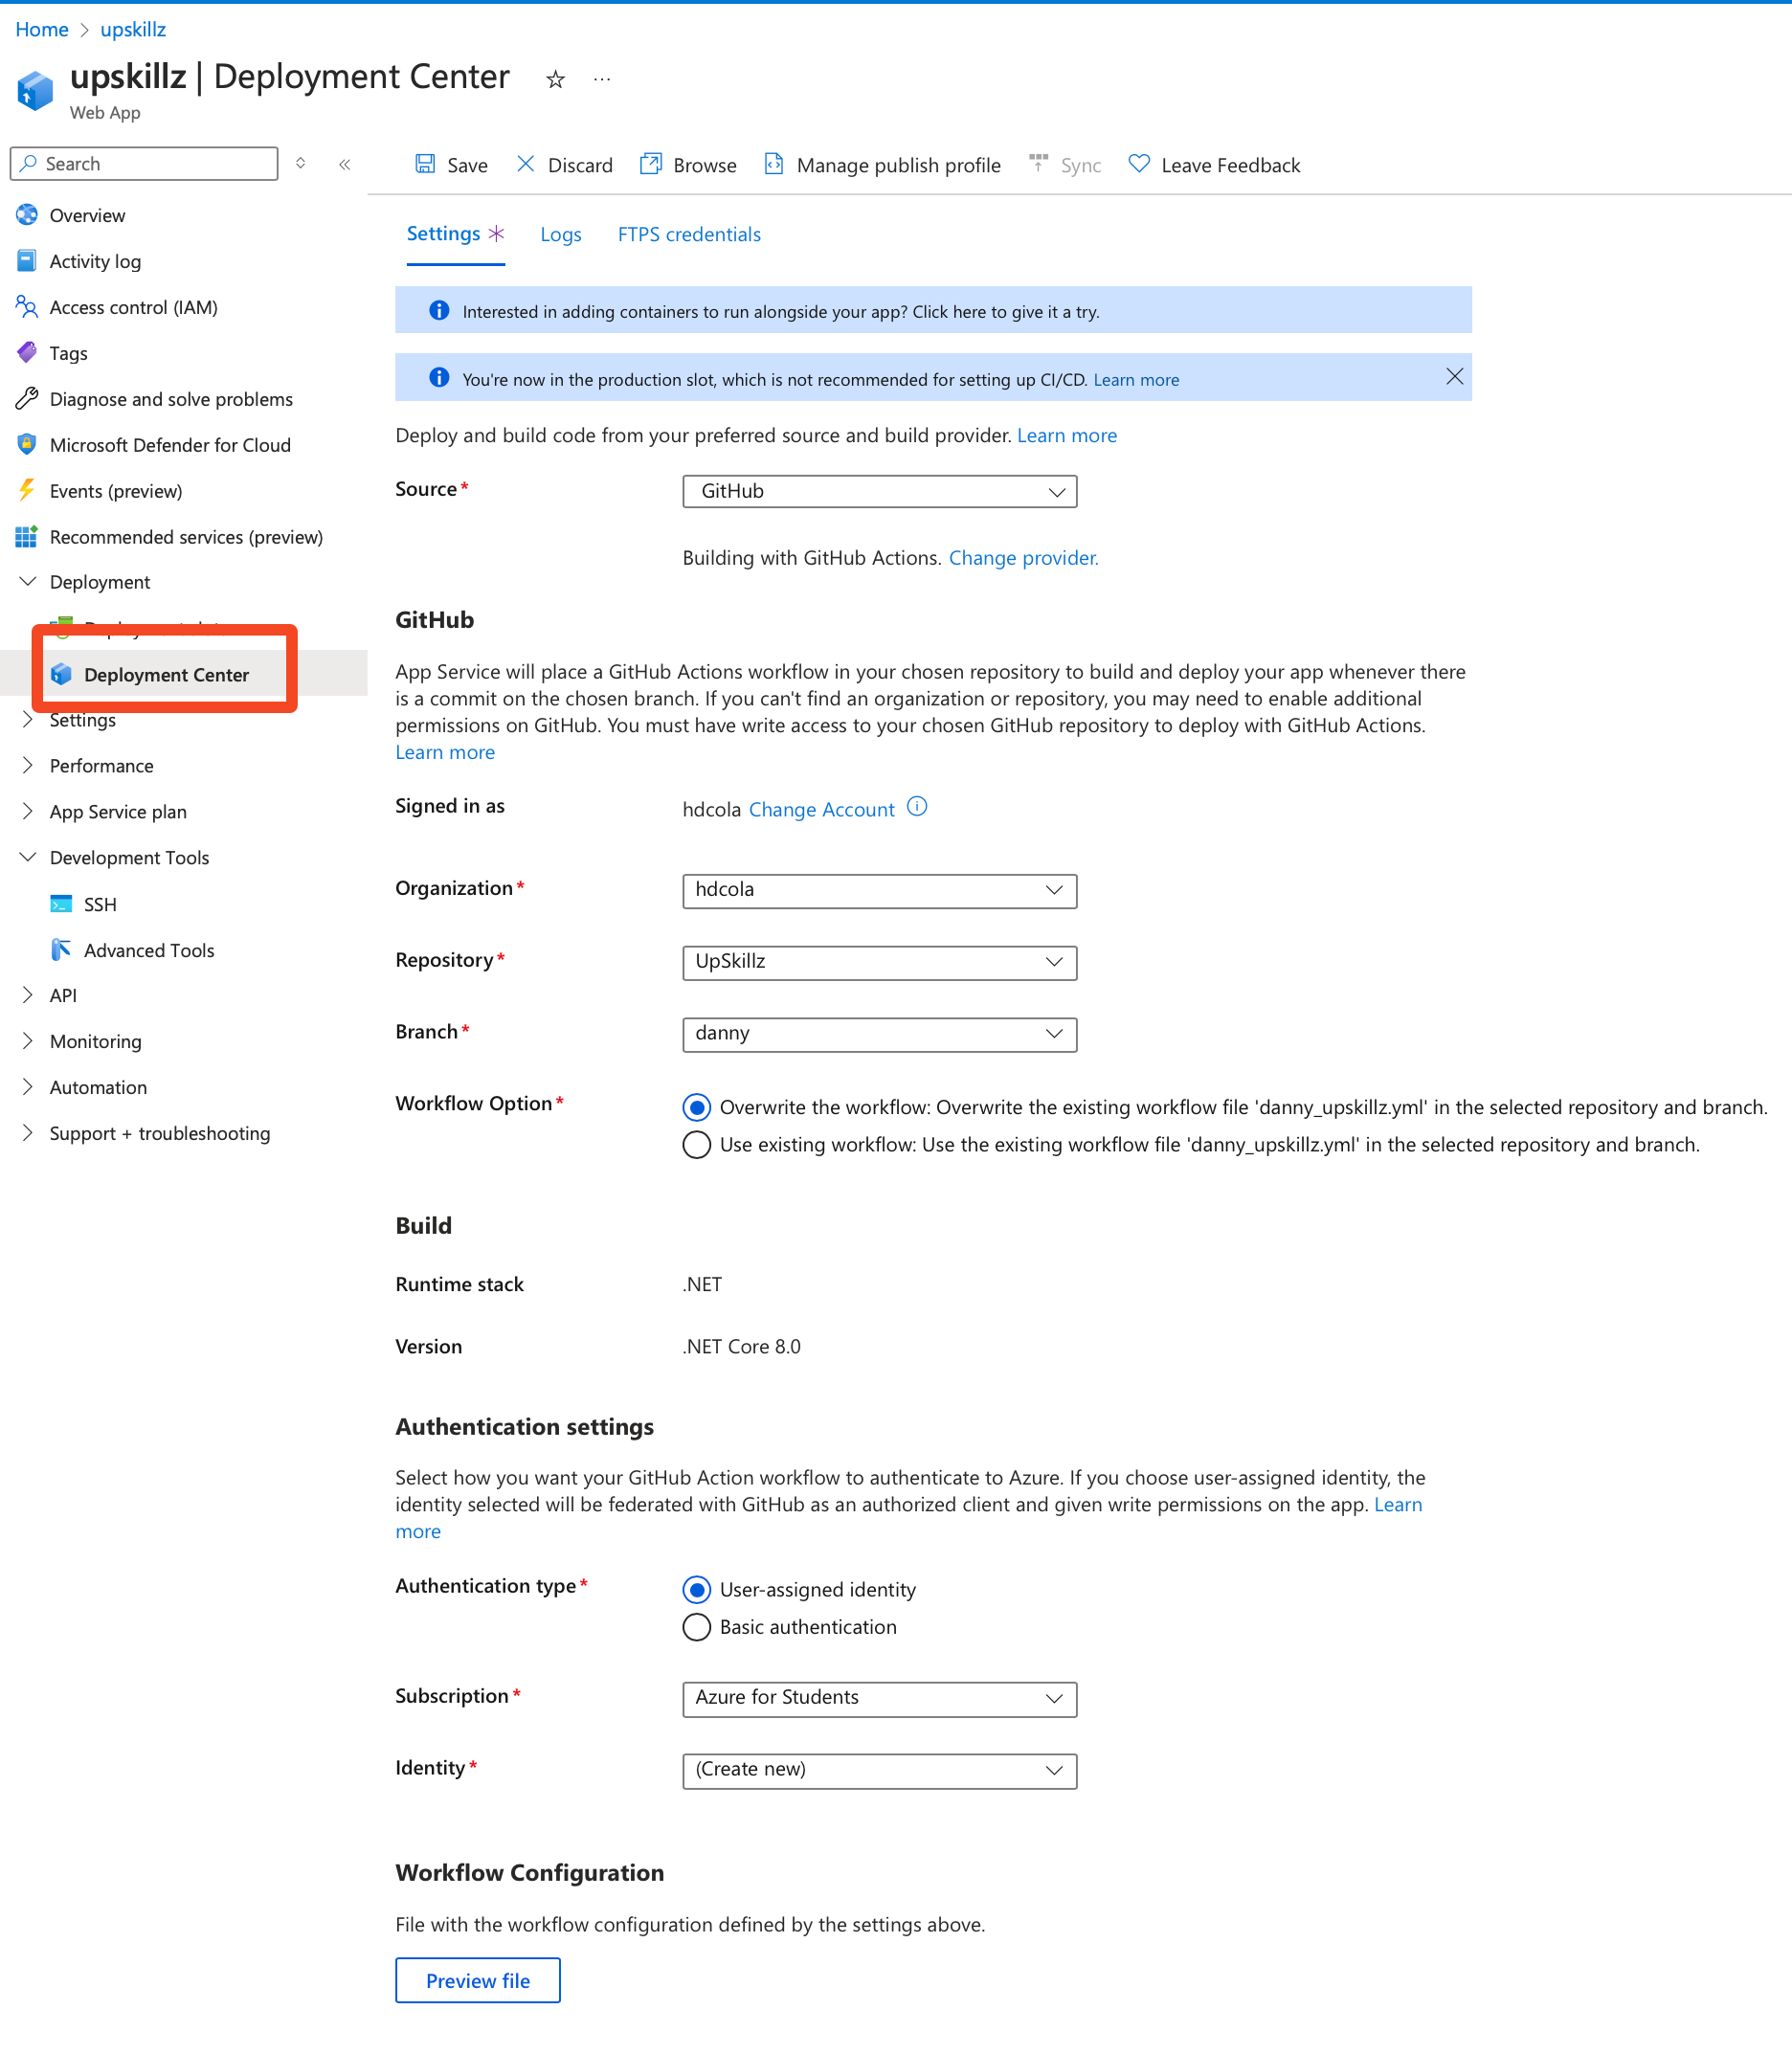 Home > upskillz
upskillz | Deployment Center
Web App
Search
Save Discard Browse Manage publish profile Sync Leave Feedback
Overview
Activity log
Access control (IAM)
Tags
Diagnose and solve problems
Microsoft Defender for Cloud
Events (preview)
Recommended services (preview)
Deployment
Deployment Center
Settings
Performance
App Service plan
Development Tools
SSH
Advanced Tools
API
Monitoring
Automation
Support + troubleshooting
Settings Logs FTPS credentials
Interested in adding containers to run alongside your app? Click here to give it a try.
You're now in the production slot, which is not recommended for setting up CI/CD. Learn more
Deploy and build code from your preferred source and build provider. Learn more
Source* GitHub
Building with GitHub Actions. Change provider.
GitHub
App Service will place a GitHub Actions workflow in your chosen repository to build and deploy your app whenever there
is a commit on the chosen branch. If you can't find an organization or repository, you may need to enable additional
permissions on GitHub. You must have write access to your chosen GitHub repository to deploy with GitHub Actions.
Learn more
Signed in as hdcola Change Account
Organization* hdcola
Repository* UpSkillz
Branch* danny
Workflow Option* Overwrite the workflow: Overwrite the existing workflow file 'danny_upskillz.yml' in the selected repository and branch.
Use existing workflow: Use the existing workflow file 'danny_upskillz.yml' in the selected repository and branch.
Build
Runtime stack .NET
Version .NET Core 8.0
Authentication settings
Select how you want your GitHub Action workflow to authenticate to Azure. If you choose user-assigned identity, the
identity selected will be federated with GitHub as an authorized client and given write permissions on the app. Learn
more
Authentication type* User-assigned identity
Basic authentication
Subscription* Azure for Students
Identity* (Create new)
Workflow Configuration
File with the workflow configuration defined by the settings above.
Preview file